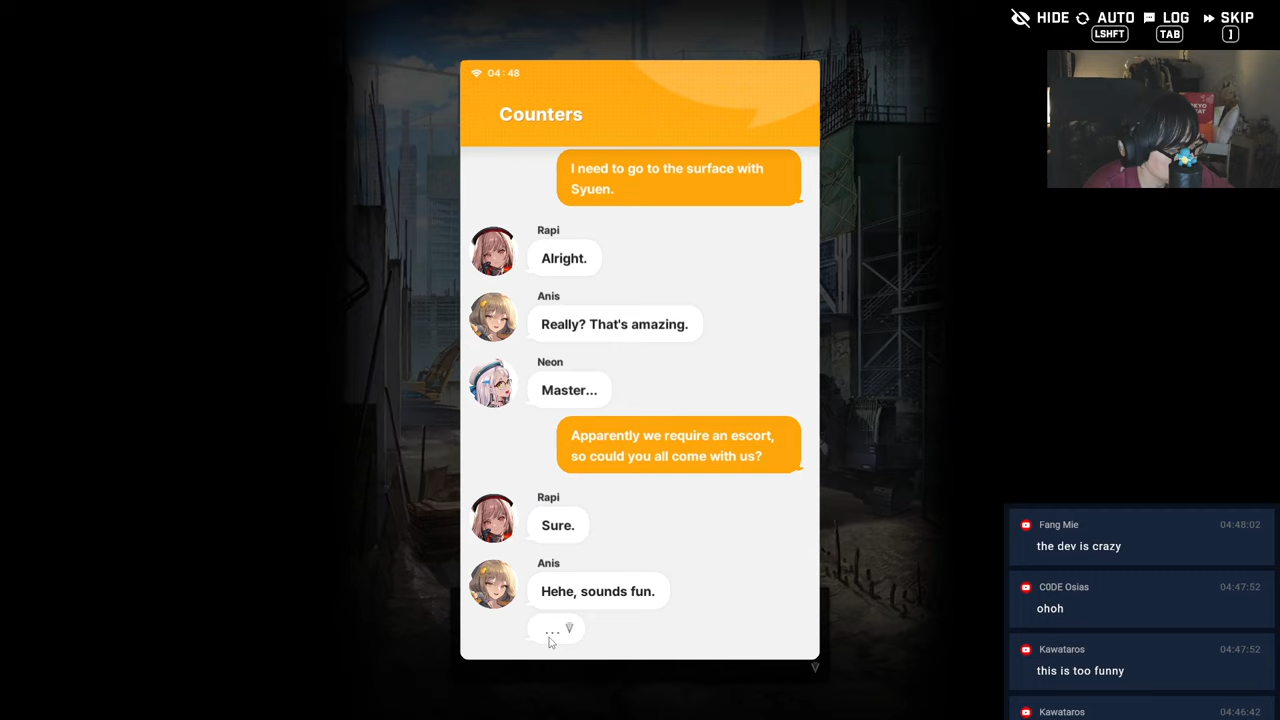 HIDE AUTO LOG SKIP
LSHFT TAB ]
04:48
Counters
I need to go to the surface with
Syuen.
Rapi
Alright.
Anis
Really? That's amazing.
Neon
Master...
Apparently we require an escort,
so could you all come with us?
Rapi
Sure.
Anis
Hehe, sounds fun.
...
Fang Mie 04:48:02
the dev is crazy
C0DE Osias 04:47:52
ohoh
Kawataros 04:47:52
this is too funny
Kawataros 04:46:42